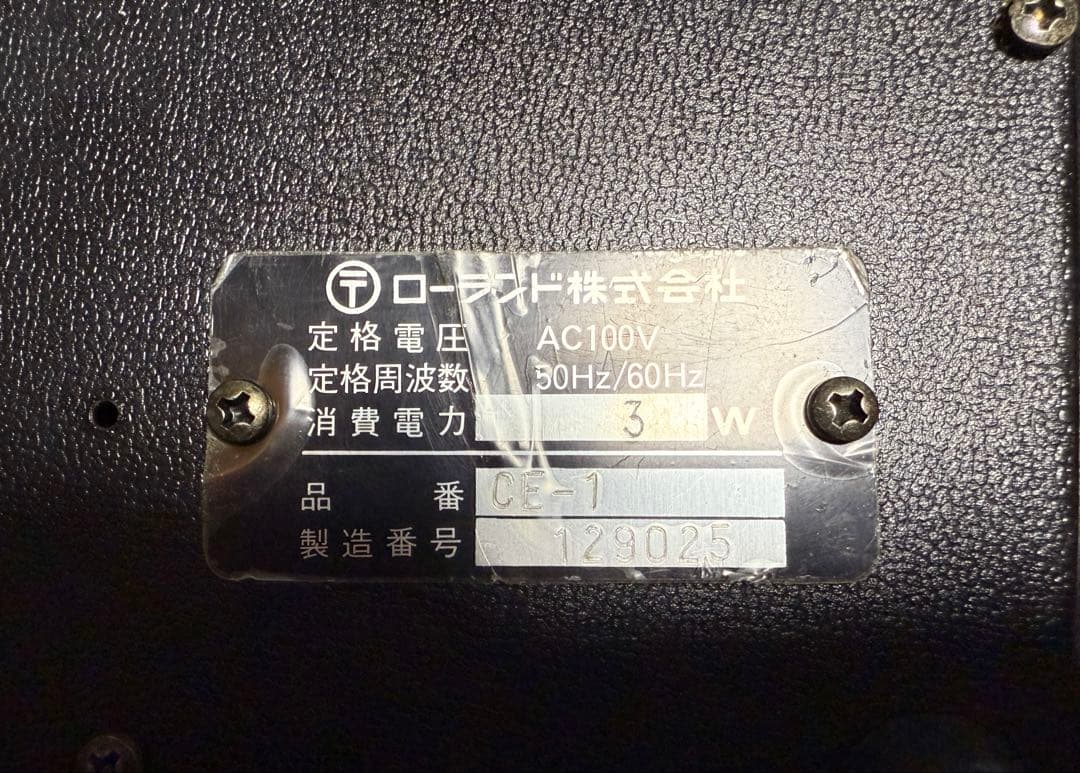 〒 ローランド株式会社
定格電圧 AC100V
定格周波数 50Hz/60Hz
消費電力 3 W
品番 CE-1
製造番号 129025